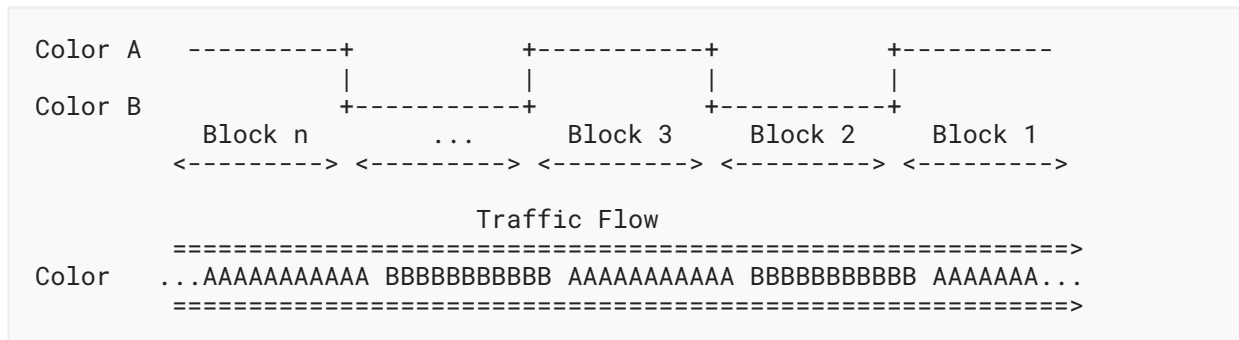 Color A  ----------+           +-----------+           +----------
                   |           |           |           |
Color B            +-----------+           +-----------+
          Block n        ...      Block 3     Block 2     Block 1
        <---------> <---------> <---------> <---------> <--------->
                            Traffic Flow
        ===========================================================>
Color  ...AAAAAAAAAAA BBBBBBBBBBB AAAAAAAAAAA BBBBBBBBBBB AAAAAAA...
        ===========================================================>